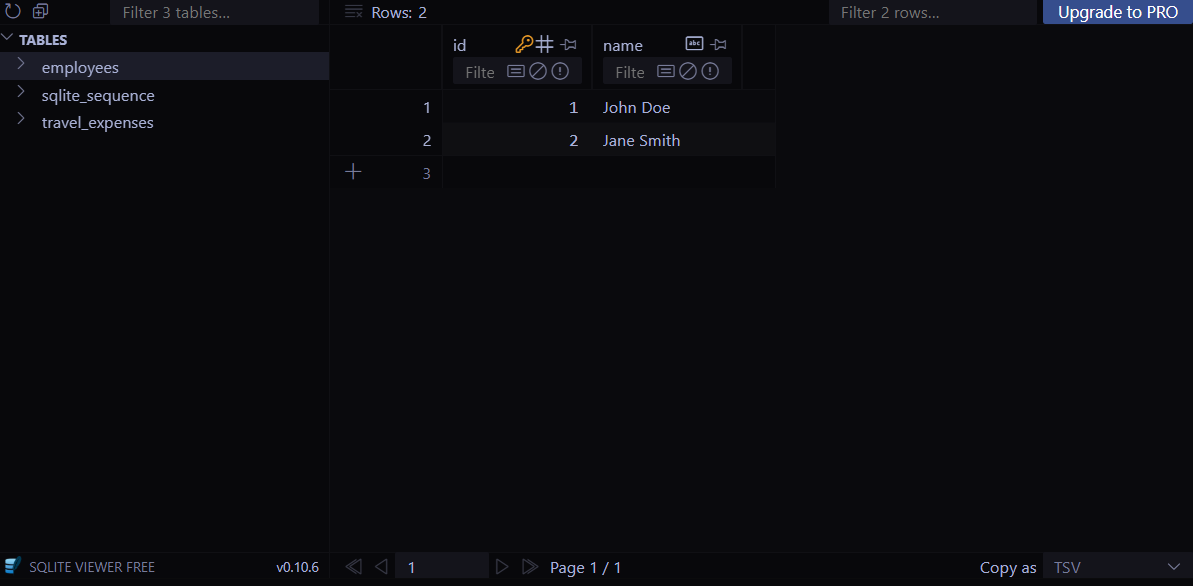 Filter 3 tables...
Rows: 2
Filter 2 rows...
Upgrade to PRO
TABLES
employees
sqlite_sequence
travel_expenses
id
name
abc
Filte
Filte
1 1 John Doe
2 2 Jane Smith
3
SQLITE VIEWER FREE
v0.10.6
1
Page 1 / 1
Copy as
TSV